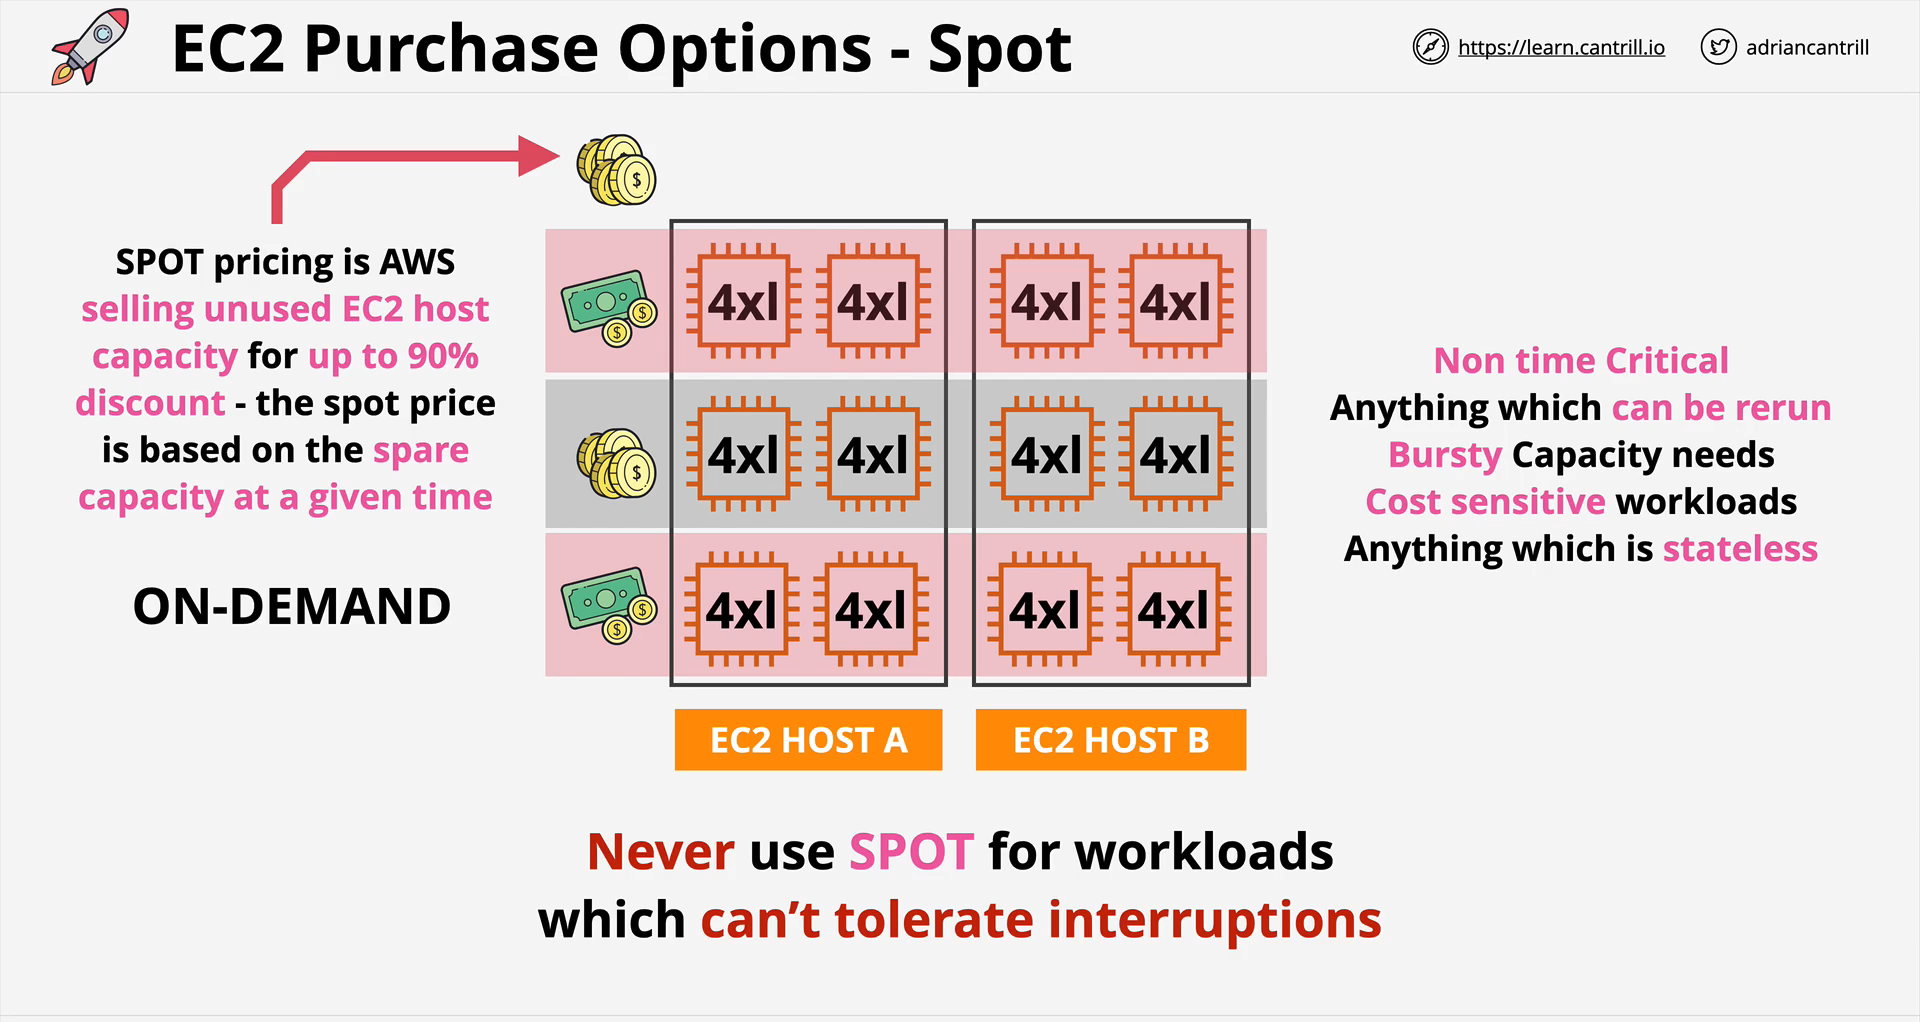 EC2 Purchase Options - Spot
https://learn.cantrill.io
adriancantrill
SPOT pricing is AWS
selling unused EC2 host
capacity for up to 90%
discount - the spot price
is based on the spare
capacity at a given time
ON-DEMAND
$
4xl 4xl 4xl 4xl
$ $
4xl 4xl 4xl 4xl
$
4xl 4xl 4xl 4xl
$ $
EC2 HOST A
EC2 HOST B
Non time Critical
Anything which can be rerun
Bursty Capacity needs
Cost sensitive workloads
Anything which is stateless
Never use SPOT for workloads
which can’t tolerate interruptions